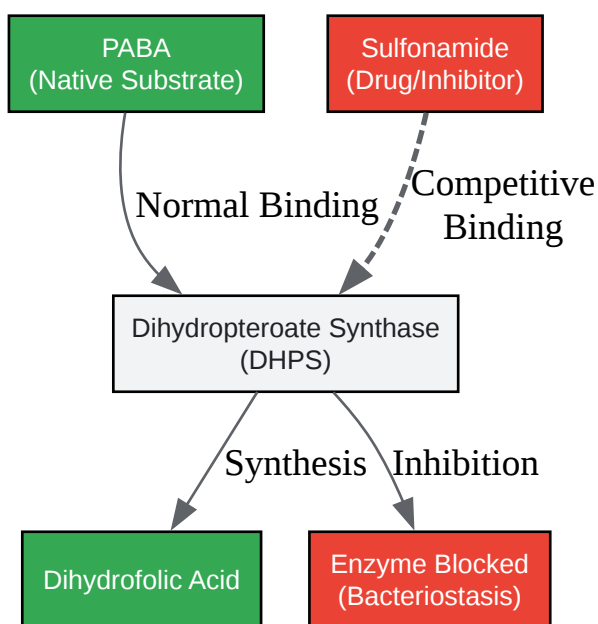 PABA
(Native Substrate)
Sulfonamide
(Drug/Inhibitor)
Normal Binding
Competitive
Binding
Dihydropteroate Synthase
(DHPS)
Synthesis
Inhibition
Dihydrofolic Acid
Enzyme Blocked
(Bacteriostasis)